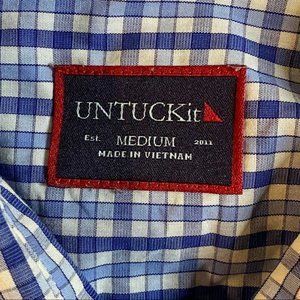 UNTUCKit
Est. MEDIUM 2011
MADE IN VIETNAM